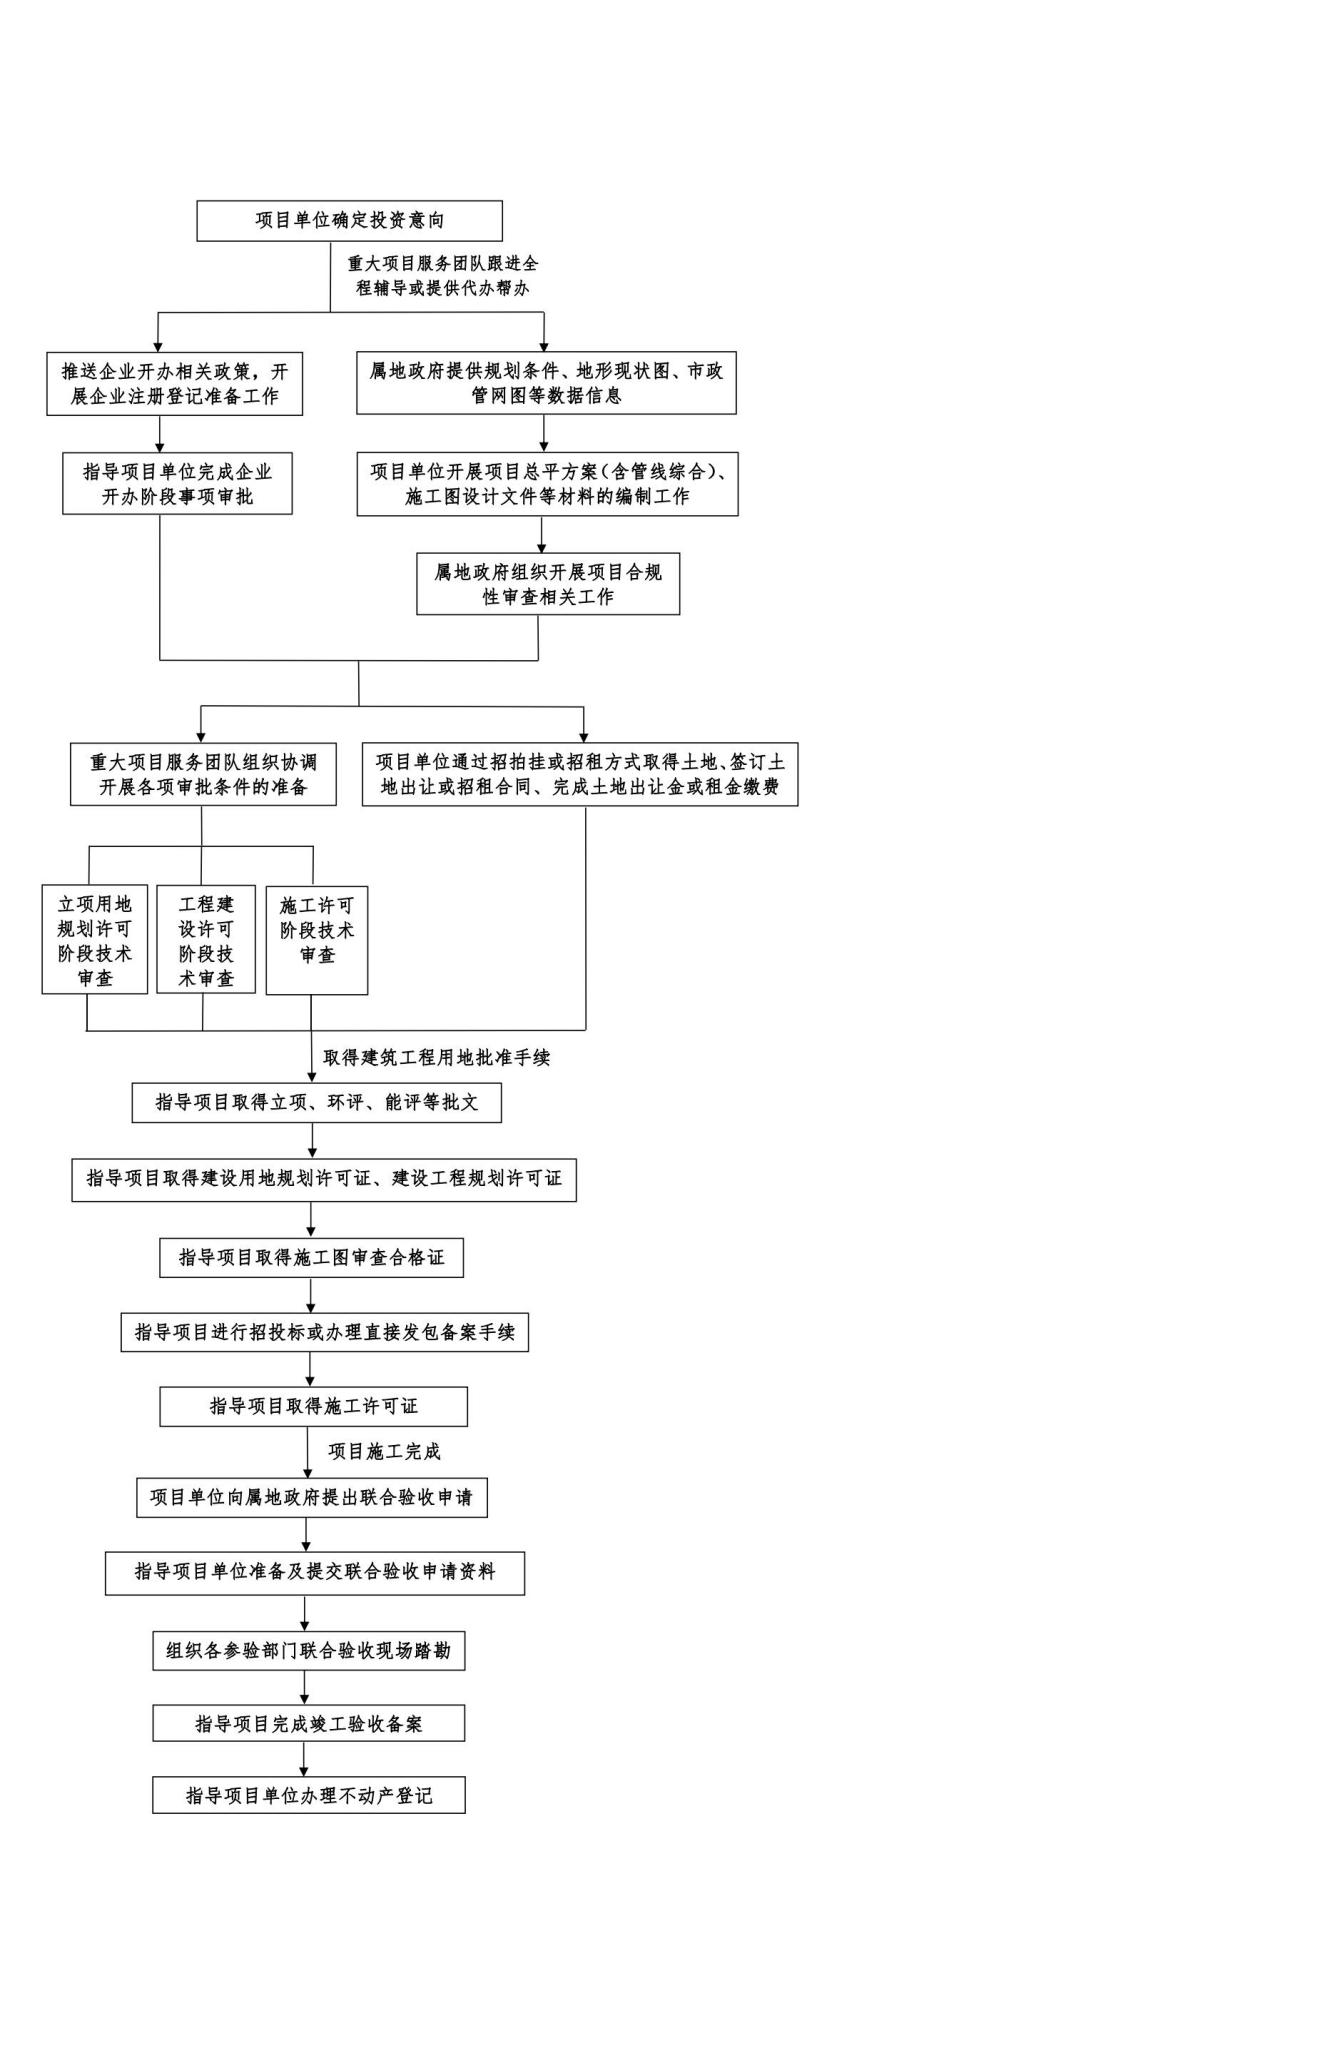 项目单位确定投资意向
重大项目服务团队跟进全
程辅导或提供代办帮办
推送企业开办相关政策，开
展企业注册登记准备工作
属地政府提供规划条件、地形现状图、市政
管网图等数据信息
指导项目单位完成企业
开办阶段事项审批
项目单位开展项目总平方案（含管线综合）、
施工图设计文件等材料的编制工作
属地政府组织开展项目合规
性审查相关工作
重大项目服务团队组织协调
开展各项审批条件的准备
项目单位通过招拍挂或招租方式取得土地、签订土
地出让或招租合同、完成土地出让金或租金缴费
立项用地
规划许可
阶段技术
审查
工程建
设许可
阶段技
术审查
施工许可
阶段技术
审查
取得建筑工程用地批准手续
指导项目取得立项、环评、能评等批文
指导项目取得建设用地规划许可证、建设工程规划许可证
指导项目取得施工图审查合格证
指导项目进行招投标或办理直接发包备案手续
指导项目取得施工许可证
项目施工完成
项目单位向属地政府提出联合验收申请
指导项目单位准备及提交联合验收申请资料
组织各参验部门联合验收现场踏勘
指导项目完成竣工验收备案
指导项目单位办理不动产登记